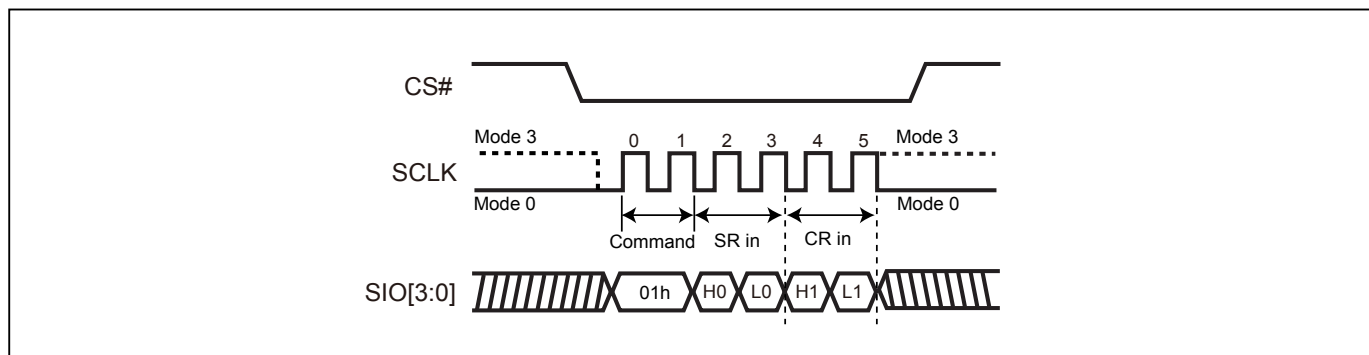 CS#
Mode 3
0 1 2 3 4 5
Mode 3
SCLK
Mode 0
Mode 0
Command
SR in
CR in
SIO[3:0]
01h
H0
L0
H1
L1